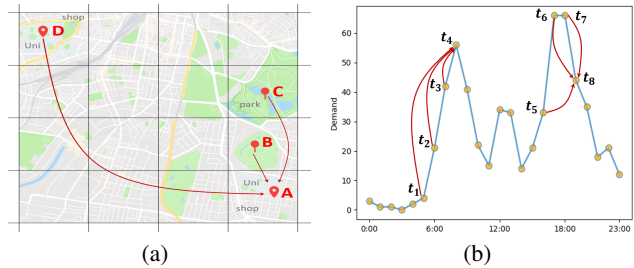 shop
Uni
D
park
C
B
Uni
A
shop
(a)
Demand
60
50
40
30
20
10
0
0:00
6:00
12:00
18:00
23:00
t1
t2
t3
t4
t5
t6
t7
t8
(b)